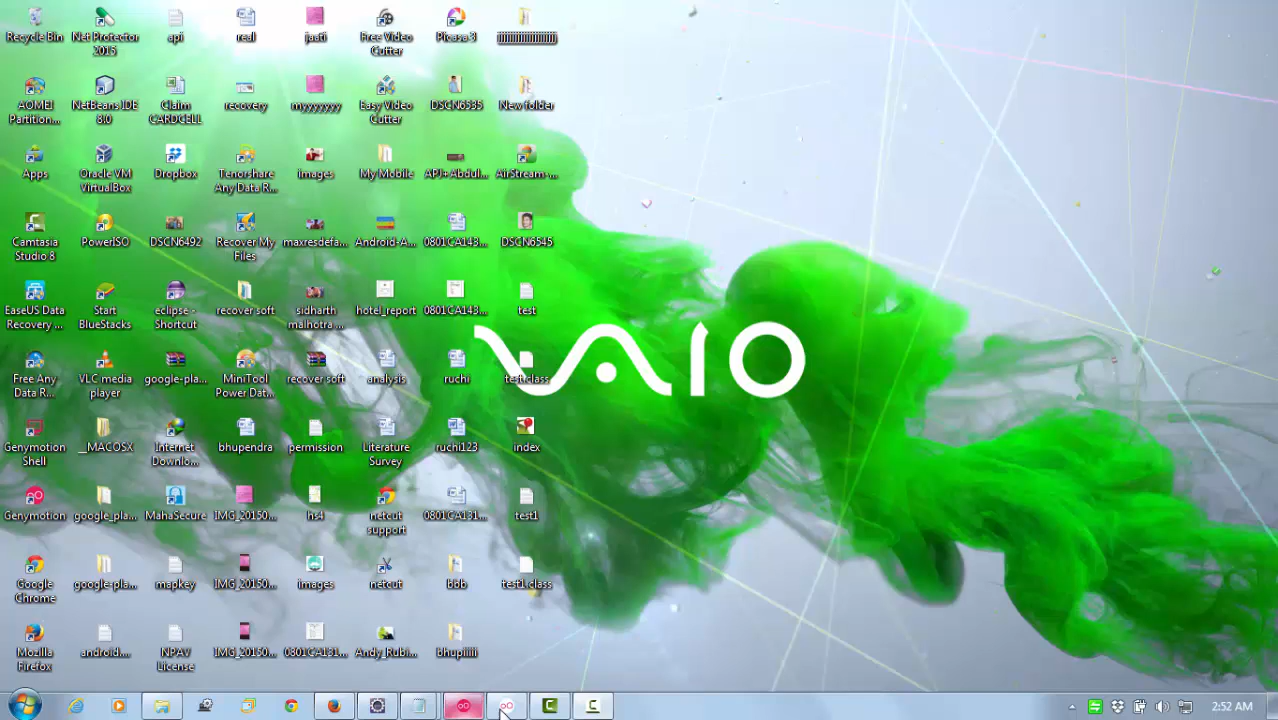 Recycle Bin
Net Protector
2015
api
real
jaati
Free Video
Cutter
Picasa 3
AOMEI
Partition...
NetBeans IDE
8.0
Claim
CARDCELL
recovery
myyyyyyy
Easy Video
Cutter
DSCN6535
New folder
Apps
Oracle VM
VirtualBox
Dropbox
Tenorshare
Any Data R...
images
My Mobile
APJ+Abdul...
AirStream-...
Camtasia
Studio 8
PowerISO
DSCN6492
Recover My
Files
maxresdefa...
Android-A...
0801CA143...
DSCN6545
EaseUS Data
Recovery ...
Start
BlueStacks
eclipse -
Shortcut
recover soft
sidharth
malhotra ...
hotel_report
0801CA143...
test
VAIO
Free Any
Data R...
VLC media
player
google-pla...
MiniTool
Power Dat...
recover soft
analysis
ruchi
test.class
Genymotion
Shell
__MACOSX
Internet
Downlo...
bhupendra
permission
Literature
Survey
ruchi123
index
Genymotion
google_pla...
MahaSecure
IMG_20150...
hs4
netcut
support
0801CA131...
test1
Google
Chrome
google-pla...
mapkey
IMG_20150...
images
netcut
bbb
test1.class
Mozilla
Firefox
android....
NPAV
License
IMG_20150...
0801CA131...
Andy_Rubi...
bhupiiiii
2:52 AM